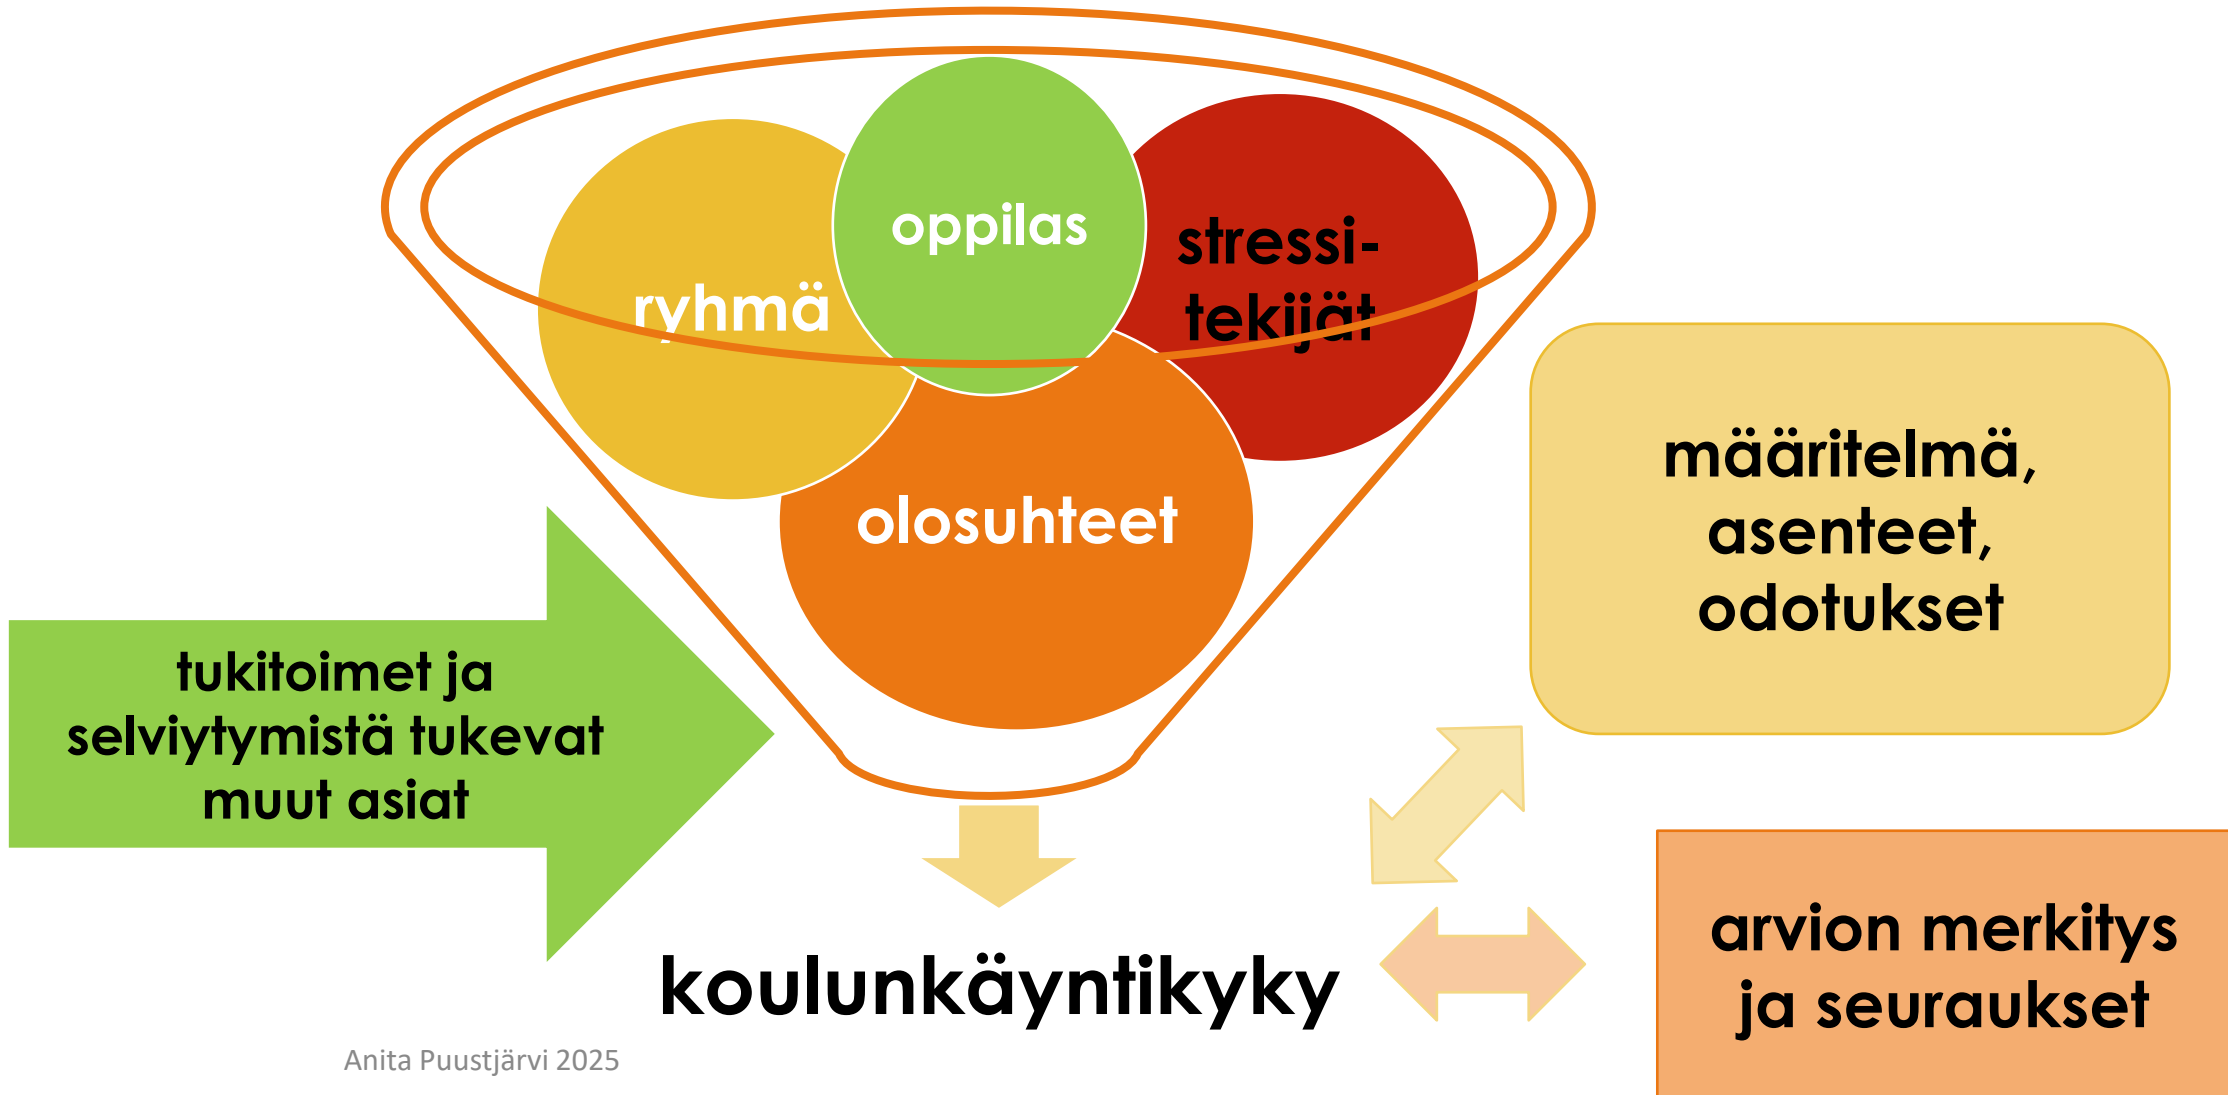 oppilas
stressi-
tekijät
ryhmä
olosuhteet
määritelmä,
asenteet,
odotukset
tukitoimet ja
selviytymistä tukevat
muut asiat
arvion merkitys
ja seuraukset
koulunkäyntikyky
Anita Puustjärvi 2025